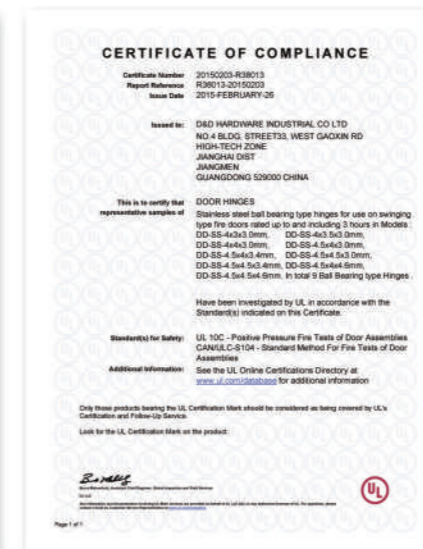 CERTIFICATE OF COMPLIANCE
Certificate Number 20150203-R38013
Report Reference R38013-20150203
Issue Date 2015-FEBRUARY-26
Issued to: D&D HARDWARE INDUSTRIAL CO LTD
NO.4 BLDG, STREET33, WEST GAOXIN RD
HIGH-TECH ZONE
JIANGHAI DIST
JIANGMEN
GUANGDONG 529000 CHINA
This is to certify that DOOR HINGES
representative samples of Stainless steel ball bearing type hinges for use on swinging
type fire doors rated up to and including 3 hours in Models :
DD-SS-4x3x3.0mm, DD-SS-4x3.5x3.0mm,
DD-SS-4x4x3.0mm, DD-SS-4.5x4x3.0mm,
DD-SS-4.5x4x3.4mm, DD-SS-4.5x4.5x3.0mm,
DD-SS-4.5x4.5x3.4mm, DD-SS-4.5x4x4.6mm,
DD-SS-4.5x4.5x4.6mm. In total 9 Ball Bearing type Hinges .
Have been investigated by UL in accordance with the
Standard(s) indicated on this Certificate.
Standard(s) for Safety: UL 10C - Positive Pressure Fire Tests of Door Assemblies
CAN/ULC-S104 - Standard Method For Fire Tests of Door
Assemblies
Additional Information: See the UL Online Certifications Directory at
www.ul.com/database for additional information
Only those products bearing the UL Certification Mark should be considered as being covered by UL's
Certification and Follow-Up Service.
Look for the UL Certification Mark on the product.
UL
Page 1 of 1